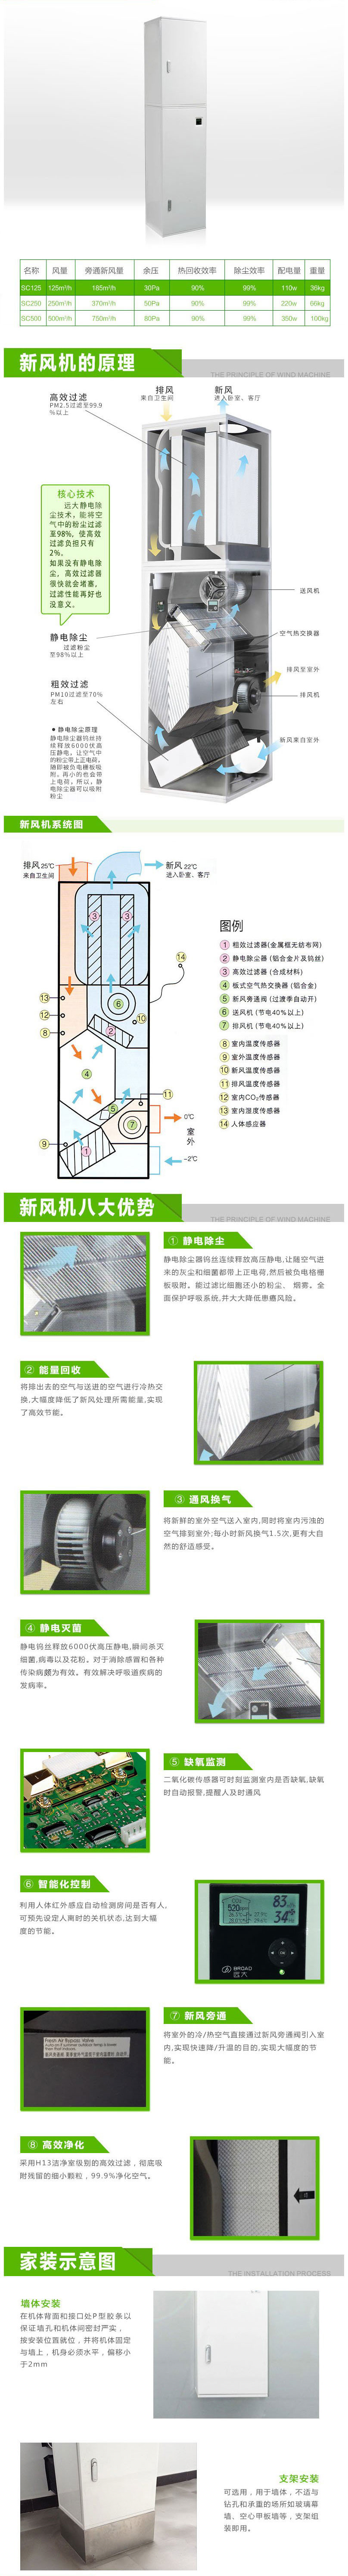 名称 风量 旁通新风量 余压 热回收效率 除尘效率 配电量 重量
SC125 125m³/h 185m³/h 30Pa 90% 99% 110w 36kg
SC250 250m³/h 370m³/h 50Pa 90% 99% 220w 66kg
SC500 500m³/h 750m³/h 80Pa 90% 99% 350w 100kg
新风机的原理
THE PRINCIPLE OF WIND MACHINE
高效过滤
PM2.5过滤至99.9
%以上
排风
来自卫生间
新风
进入卧室、客厅
核心技术
远大静电除
尘技术，能将空
气中的粉尘过滤
至98%，使高效
过滤负担只有
2%。
如果没有静电除
尘，高效过滤器
很快就会堵塞，
过滤性能再好也
没意义。
送风机
空气热交换器
静电除尘
过滤粉尘
至98%以上
排风至室外
排风机
粗效过滤
PM10过滤至70%
左右
新风来自室外
静电除尘原理
静电除尘器钨丝持
续释放6000伏高
压静电，让空气中
的粉尘带上正电荷，
随即被负电栅板吸
附。再小的也会带
上电荷，所以，静
电除尘器可以吸附
粉尘
新风机系统图
排风25℃
来自卫生间
新风22℃
进入卧室、客厅
图例
① 粗效过滤器(金属框无纺布网)
② 静电除尘器 (铝合金片及钨丝)
③ 高效过滤器 (合成材料)
④ 板式空气热交换器 (铝合金)
⑤ 新风旁通阀 (过渡季自动开)
⑥ 送风机 (节电40%以上)
⑦ 排风机 (节电40%以上)
⑧ 室内温度传感器
⑨ 室外温度传感器
⑩ 新风温度传感器
⑪ 排风温度传感器
⑫ 室内CO₂传感器
⑬ 室内湿度传感器
⑭ 人体感应器
③ ③
⑭
⑬
⑫
⑧
⑥
⑩
②
④
⑪
⑤
⑦
⑨
①
0℃
室
外
-2℃
新风机八大优势
THE PRINCIPLE OF WIND MACHINE
① 静电除尘
静电除尘器钨丝连续释放高压静电,让随空气进
来的灰尘和细菌都带上正电荷,然后被负电格栅
板吸附。能过滤比细胞还小的粉尘、烟雾。全
面保护呼吸系统,并大大降低患癌风险。
② 能量回收
将排出去的空气与送进的空气进行冷热交
换,大幅度降低了新风处理所需能量,实现
了高效节能。
③ 通风换气
将新鲜的室外空气送入室内,同时将室内污浊的
空气排到室外;每小时新风换气1.5次,更有大自
然的舒适感受。
④ 静电灭菌
静电钨丝释放6000伏高压静电,瞬间杀灭
细菌,病毒以及花粉。对于消除感冒和各种
传染病颇为有效。有效解决呼吸道疾病的
发病率。
⑤ 缺氧监测
二氧化碳传感器可时刻监测室内是否缺氧,缺氧
时自动报警,提醒人及时通风
⑥ 智能化控制
利用人体红外感应自动检测房间是否有人,
可预先设定人离时的关机状态,达到大幅
度的节能。
BROAD
远大
⑦ 新风旁通
将室外的冷/热空气直接通过新风旁通阀引入室
内,实现快速降/升温的目的,实现大幅度的节
能。
Fresh Air Bypass Valve
⑧ 高效净化
采用H13洁净室级别的高效过滤，彻底吸
附残留的细小颗粒，99.9%净化空气。
家装示意图
THE INSTALLATION PROCESS
墙体安装
在机体背面和接口处P型胶条以
保证墙孔和机体间密封严实，
按安装位置就位，并将机体固定
与墙上，机身必须水平，偏移小
于2mm
支架安装
可选用，用于墙体，不适与
钻孔和承重的场所如玻璃幕
墙、空心甲板墙等，支架组
装即用。